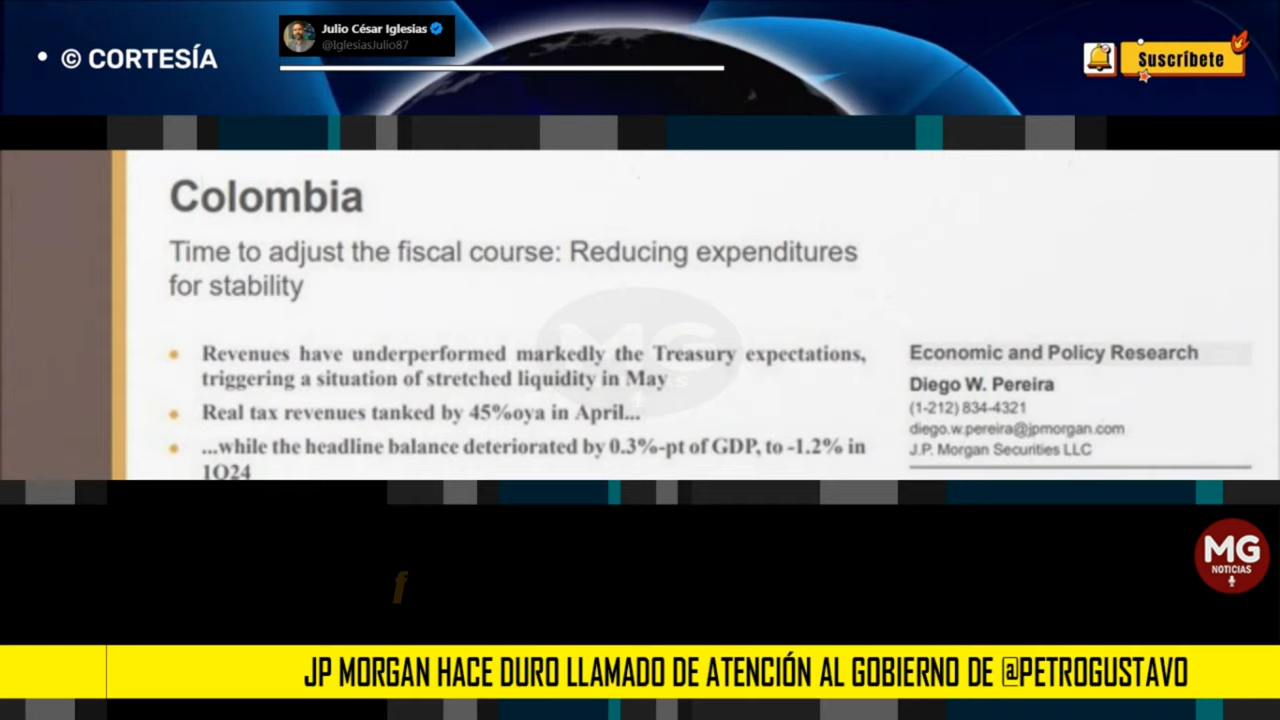 • © CORTESÍA
Julio César Iglesias
@IglesiasJulio87
Suscríbete
Colombia
Time to adjust the fiscal course: Reducing expenditures
for stability
• Revenues have underperformed markedly the Treasury expectations,
triggering a situation of stretched liquidity in May
• Real tax revenues tanked by 45%oya in April...
• ...while the headline balance deteriorated by 0.3%-pt of GDP, to -1.2% in
1Q24
Economic and Policy Research
Diego W. Pereira
(1-212) 834-4321
diego.w.pereira@jpmorgan.com
J.P. Morgan Securities LLC
MG
f
MG
NOTICIAS
JP MORGAN HACE DURO LLAMADO DE ATENCIÓN AL GOBIERNO DE @PETROGUSTAVO